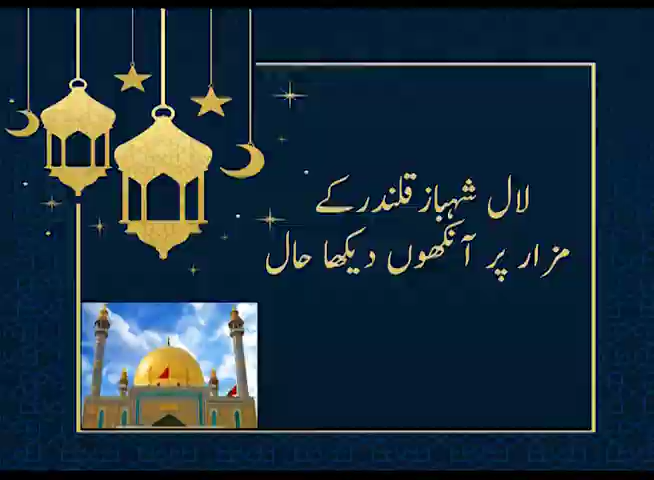 لال شہباز قلندر کے
مزار پر آنکھوں دیکھا حال